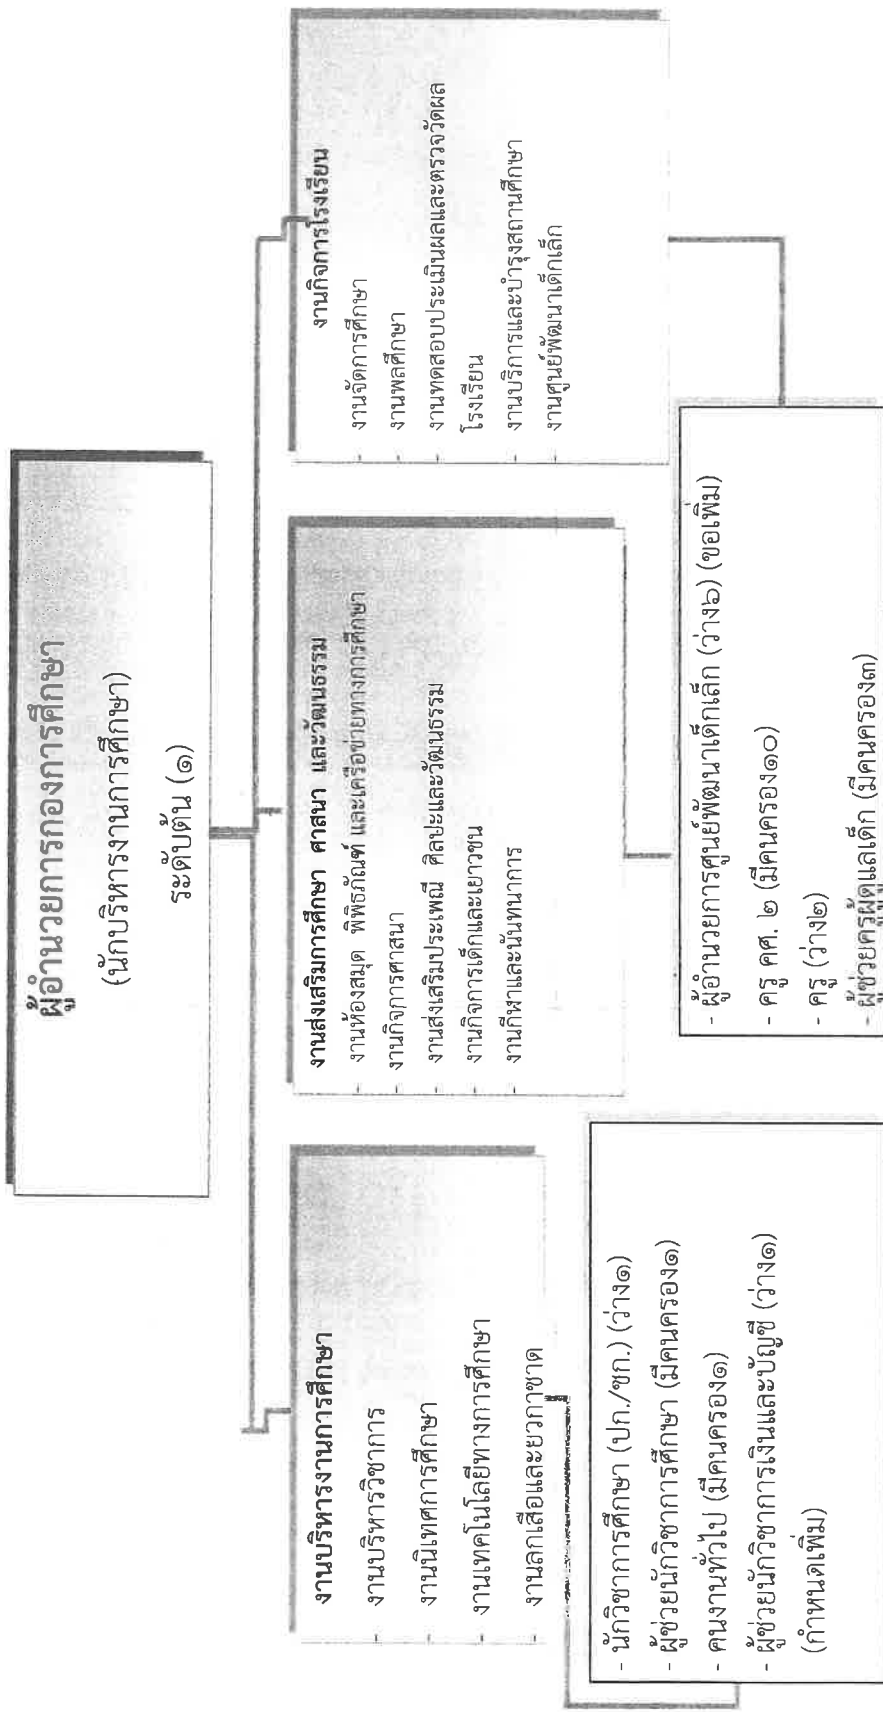 ผู้อำนวยการกองการศึกษา
(นักบริหารงานการศึกษา)
ระดับต้น (๑)
งานบริหารงานการศึกษา
- งานบริหารวิชาการ
- งานนิเทศการศึกษา
- งานเทคโนโลยีทางการศึกษา
- งานลูกเสือและยุวกาชาด
งานส่งเสริมการศึกษา ศาสนา และวัฒนธรรม
- งานห้องสมุด พิพิธภัณฑ์ และเครือข่ายทางการศึกษา
- งานกิจการศาสนา
- งานส่งเสริมประเพณี ศิลปะและวัฒนธรรม
- งานกิจการเด็กและเยาวชน
- งานกีฬาและนันทนาการ
งานกิจการโรงเรียน
- งานจัดการศึกษา
- งานพลศึกษา
- งานทดสอบประเมินผลและตรวจวัดผล
โรงเรียน
- งานบริการและบำรุงสถานศึกษา
- งานศูนย์พัฒนาเด็กเล็ก
- นักวิชาการศึกษา (ปก./ชก.) (ว่าง๑)
- ผู้ช่วยนักวิชาการศึกษา (มีคนครอง๑)
- คนงานทั่วไป (มีคนครอง๑)
- ผู้ช่วยนักวิชาการเงินและบัญชี (ว่าง๑)
(กำหนดเพิ่ม)
- ผู้อำนวยการศูนย์พัฒนาเด็กเล็ก (ว่าง๖) (ขอเพิ่ม)
- ครู คศ. ๒ (มีคนครอง๑๐)
- ครู (ว่าง๒)
- ผู้ช่วยครูผู้ดูแลเด็ก (มีคนครอง๓)